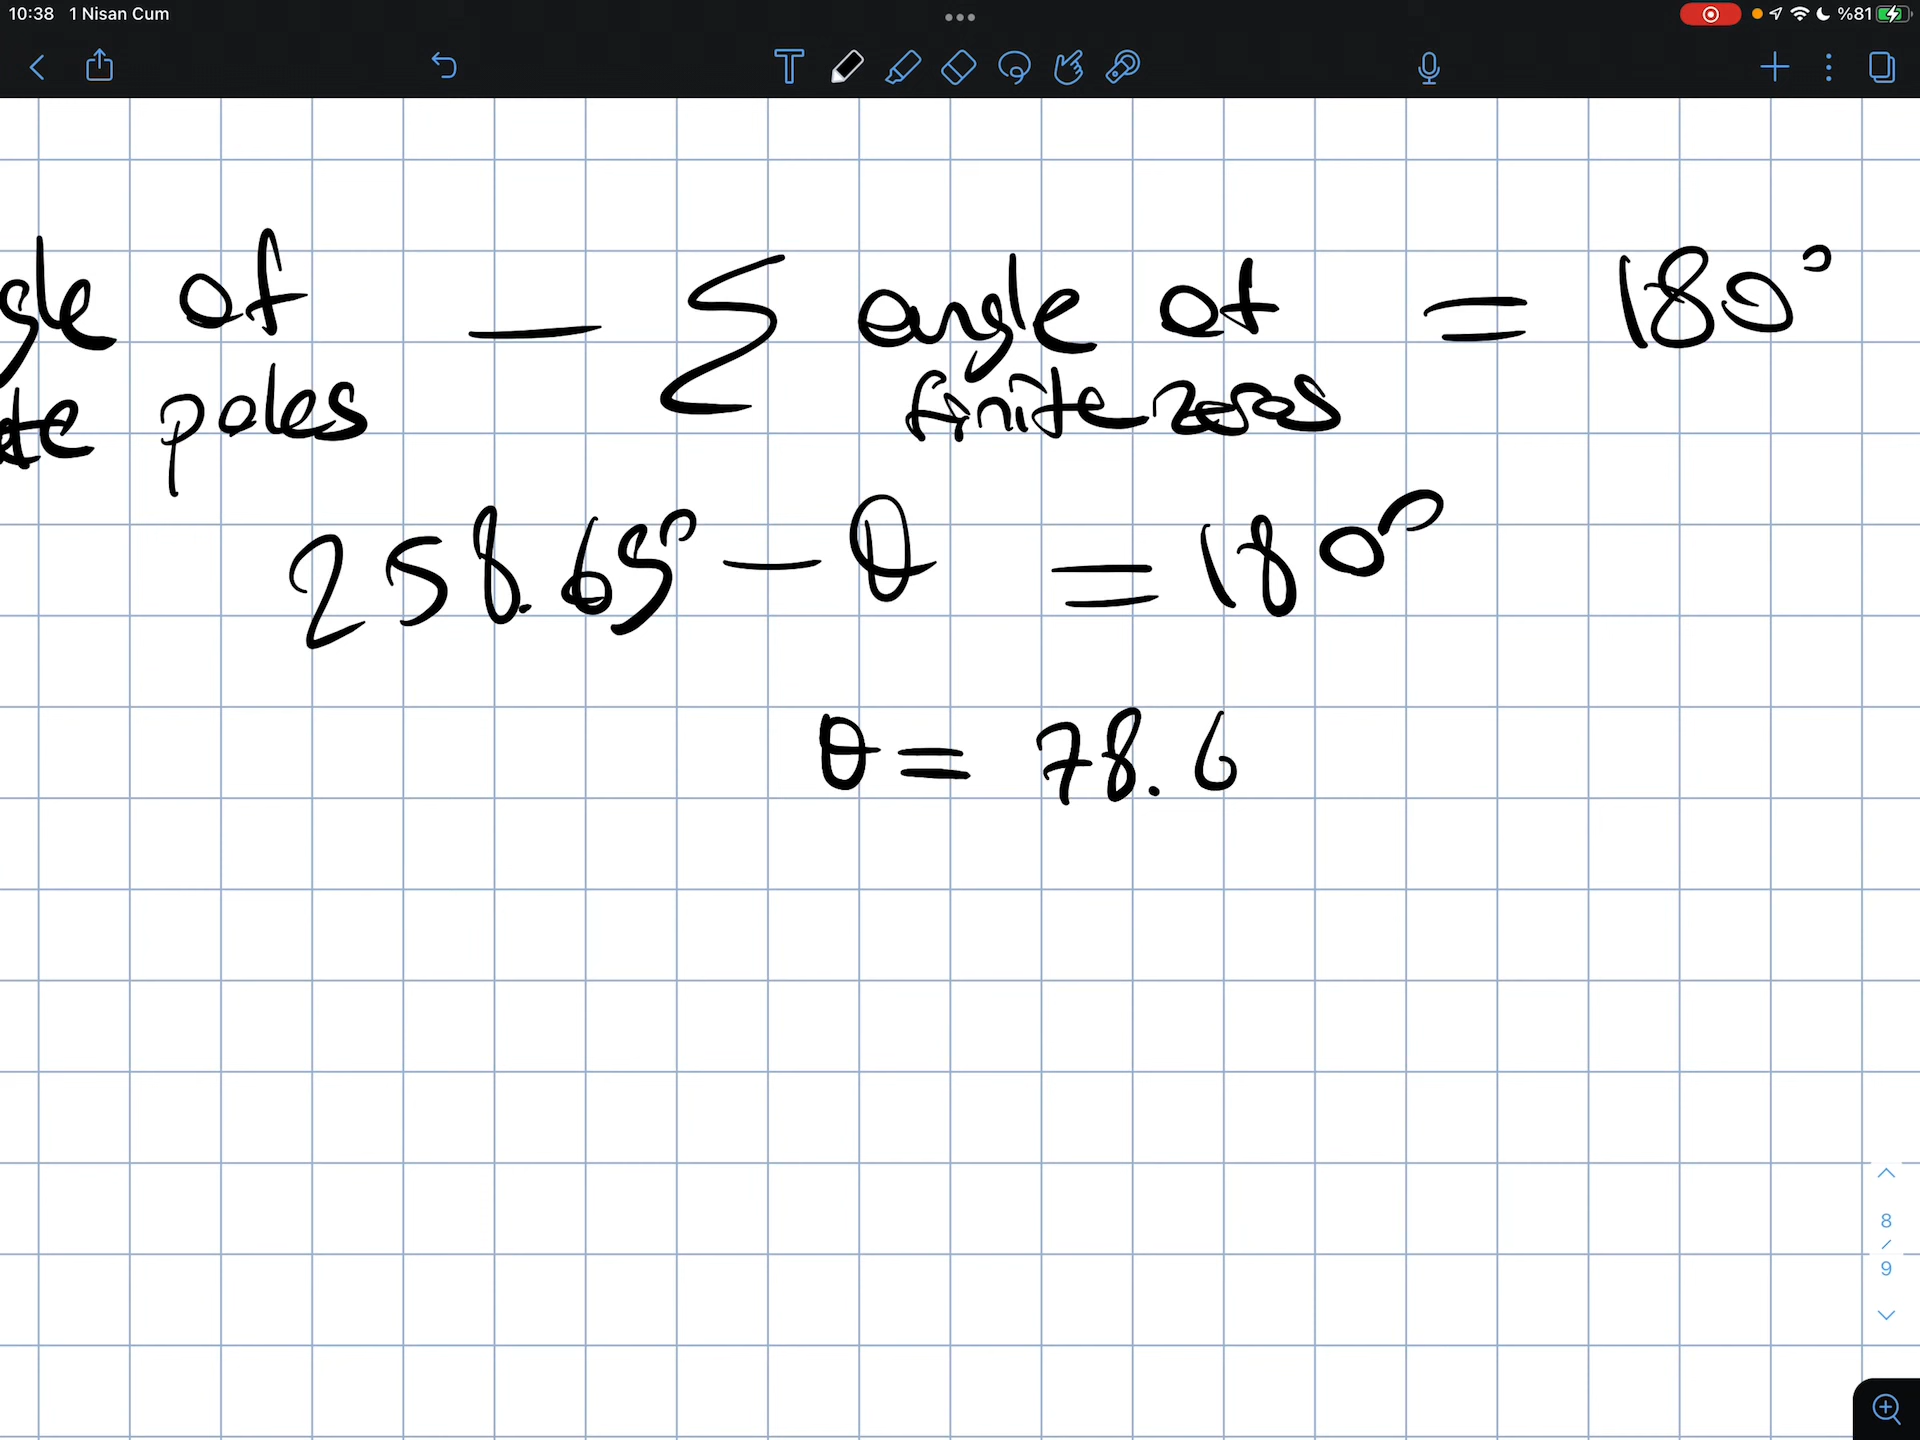 10:38 1 Nisan Cum
%81
T
gle of — Σ angle of = 180°
te poles finite zeros
258.65° — θ = 180°
θ = 78.6
8
/
9